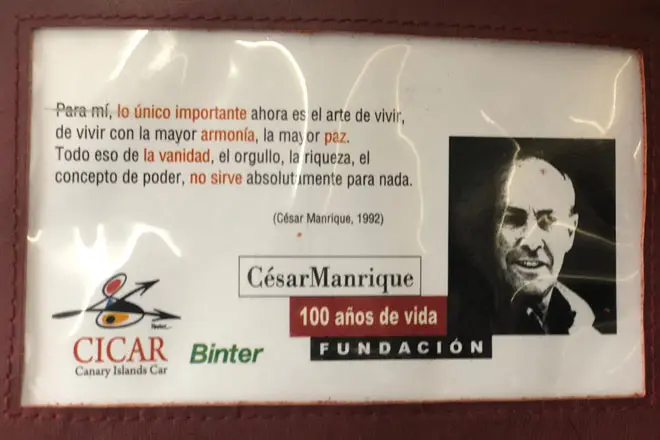 Para mí, lo único importante ahora es el arte de vivir,
de vivir con la mayor armonía, la mayor paz.
Todo eso de la vanidad, el orgullo, la riqueza, el
concepto de poder, no sirve absolutamente para nada.
(César Manrique, 1992)
CésarManrique
100 años de vida
FUNDACIÓN
CICAR
Canary Islands Car
Binter